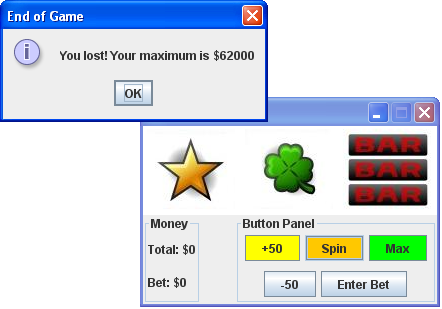 End of Game
You lost! Your maximum is $62000
OK
BAR
BAR
BAR
Money
Total: $0
Bet: $0
Button Panel
+50
Spin
Max
-50
Enter Bet